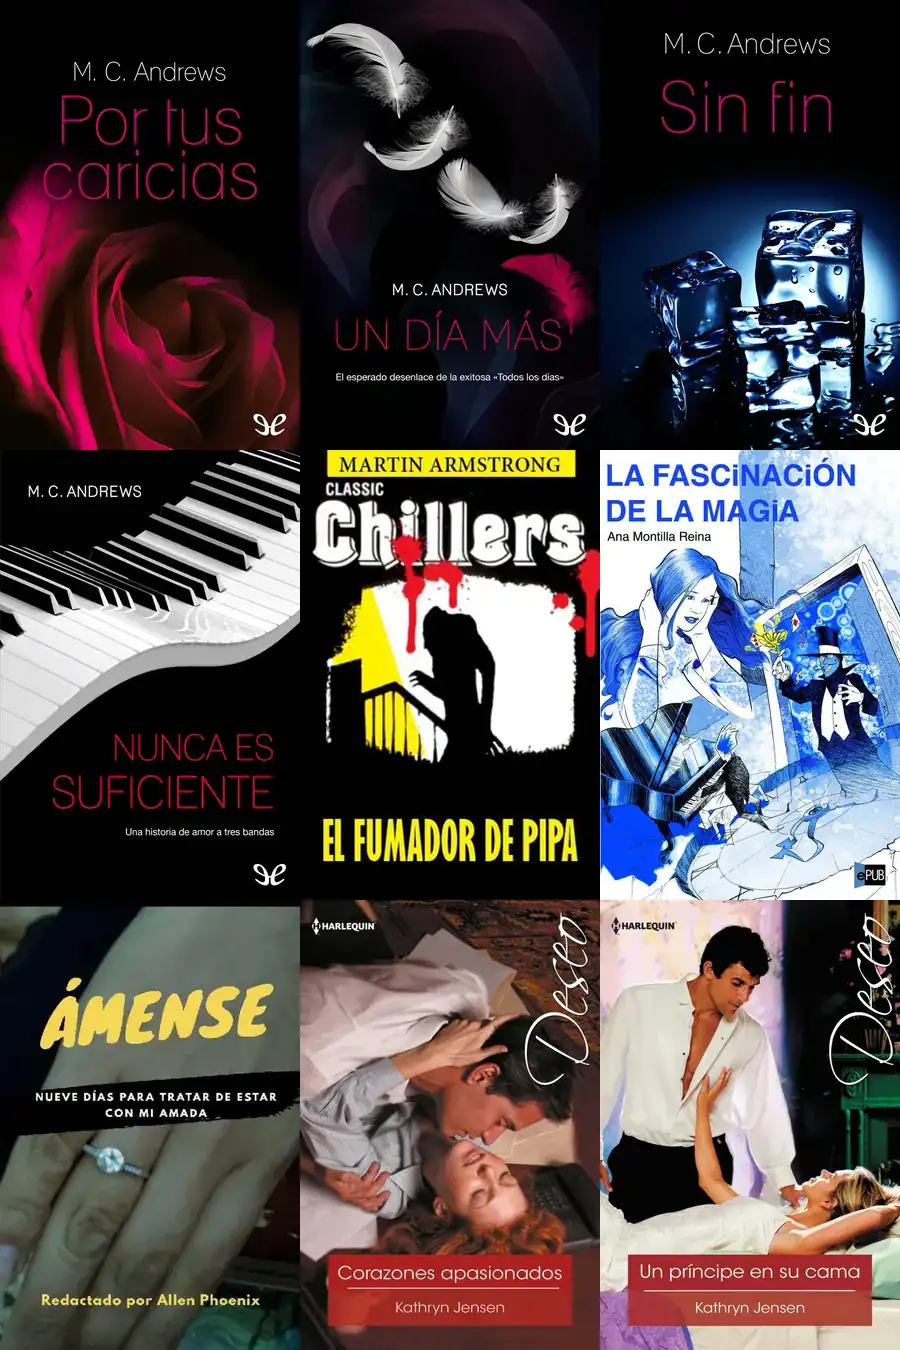 M. C. Andrews
Por tus
caricias
M. C. ANDREWS
UN DÍA MÁS
El esperado desenlace de la exitosa «Todos los días»
M. C. Andrews
Sin fin
M. C. ANDREWS
NUNCA ES
SUFICIENTE
Una historia de amor a tres bandas
MARTIN ARMSTRONG
CLASSIC
Chillers
EL FUMADOR DE PIPA
LA FASCiNACiÓN
DE LA MAGiA
Ana Montilla Reina
ePUB
ÁMENSE
NUEVE DÍAS PARA TRATAR DE ESTAR
CON MI AMADA
Redactado por Allen Phoenix
HARLEQUIN™
Deseo
Corazones apasionados
Kathryn Jensen
HARLEQUIN™
Deseo
Un príncipe en su cama
Kathryn Jensen